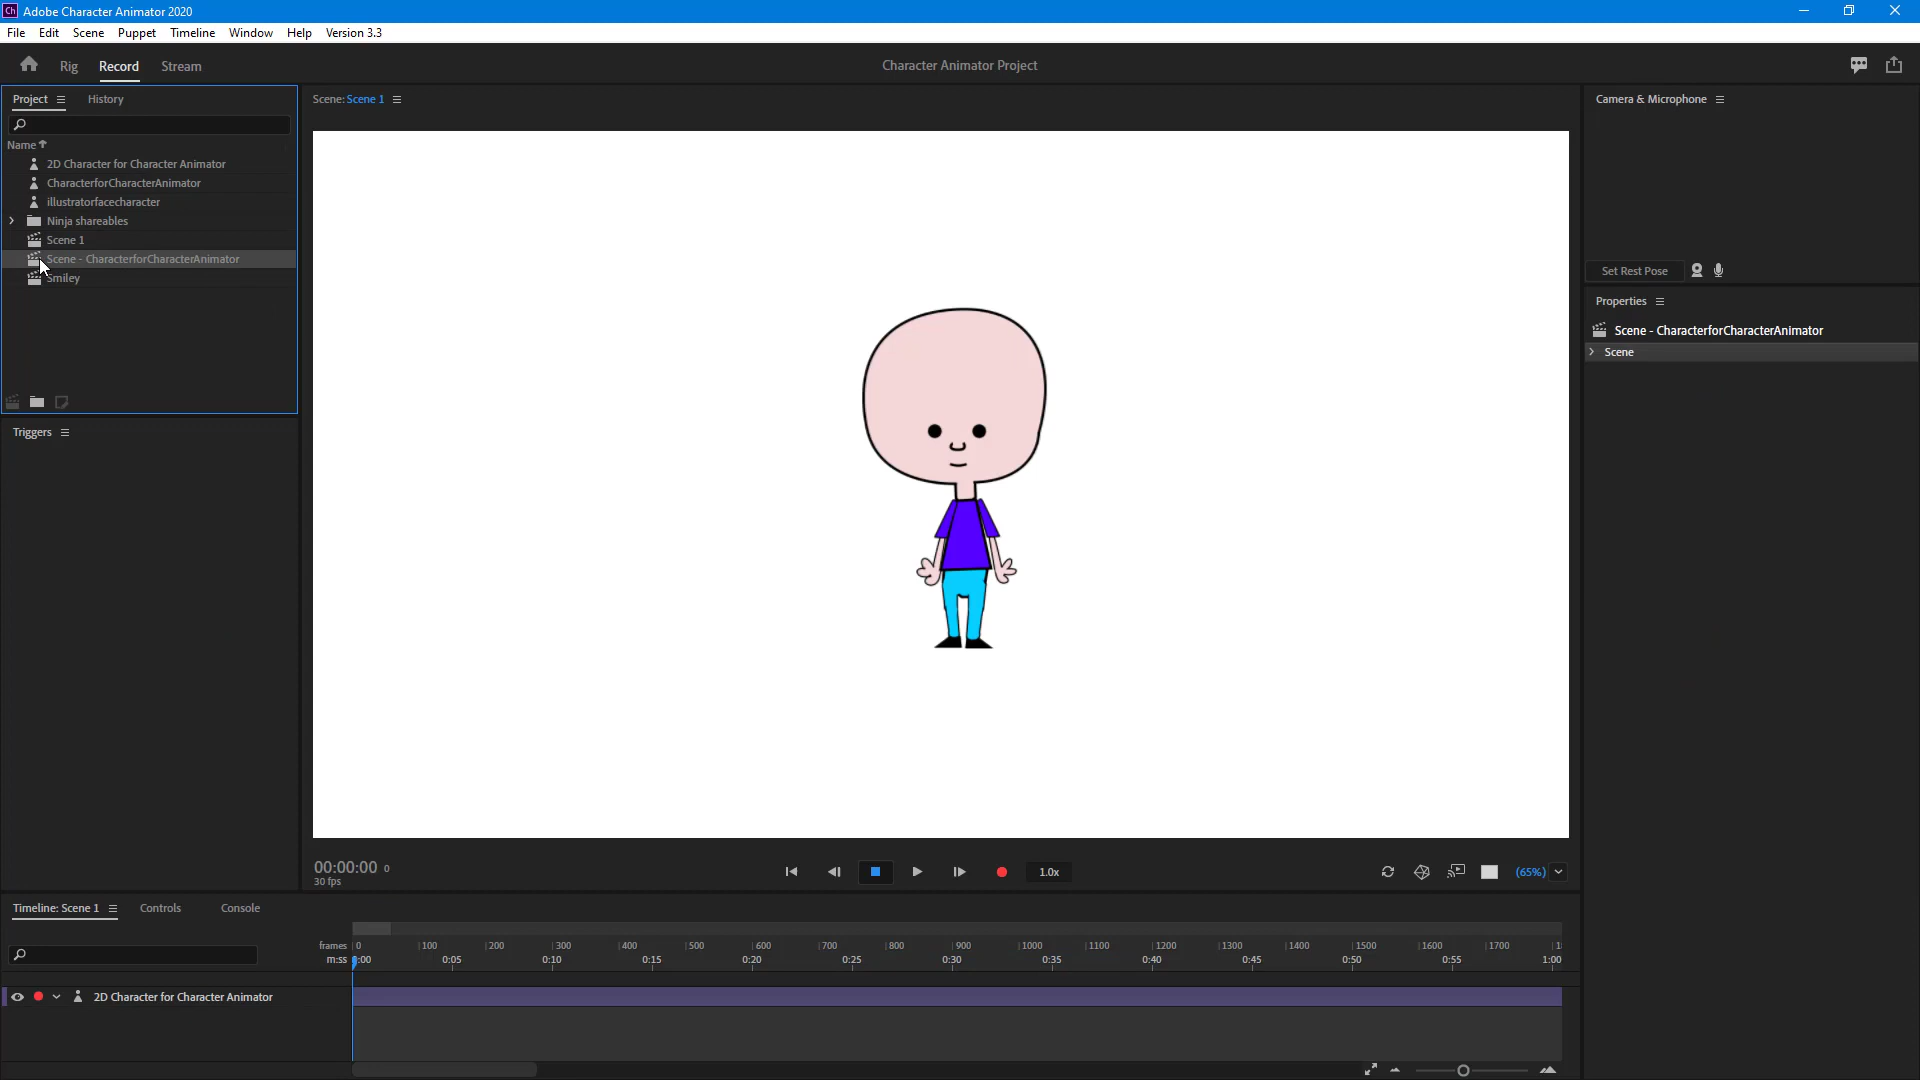 Ch Adobe Character Animator 2020
File Edit Scene Puppet Timeline Window Help Version 3.3
Rig Record Stream Character Animator Project
Project History
Scene: Scene 1
Camera & Microphone
Name
2D Character for Character Animator
CharacterforCharacterAnimator
illustratorfacecharacter
Ninja shareables
Scene 1
Scene - CharacterforCharacterAnimator
Smiley
Set Rest Pose
Properties
Scene - CharacterforCharacterAnimator
Scene
Triggers
00:00:00 0
30 fps
1.0x
(65%)
Timeline: Scene 1 Controls Console
frames 0 100 200 300 400 500 600 700 800 900 1000 1100 1200 1300 1400 1500 1600 1700
m:ss :00 0:05 0:10 0:15 0:20 0:25 0:30 0:35 0:40 0:45 0:50 0:55 1:00
2D Character for Character Animator